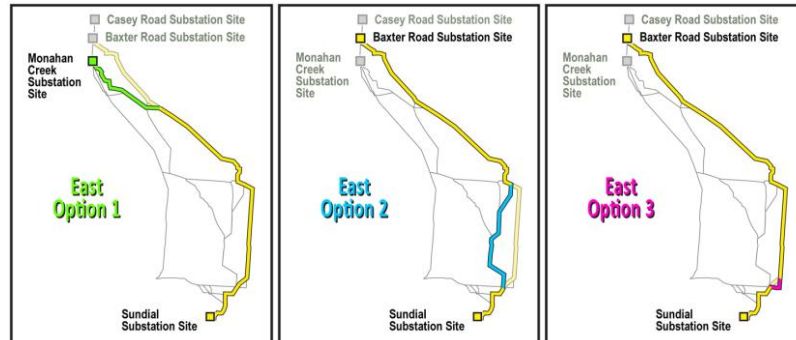 Casey Road Substation Site
Baxter Road Substation Site
Monahan
Creek
Substation
Site
East
Option 1
Sundial
Substation Site
Casey Road Substation Site
Baxter Road Substation Site
Monahan
Creek
Substation
Site
East
Option 2
Sundial
Substation Site
Casey Road Substation Site
Baxter Road Substation Site
Monahan
Creek
Substation
Site
East
Option 3
Sundial
Substation Site